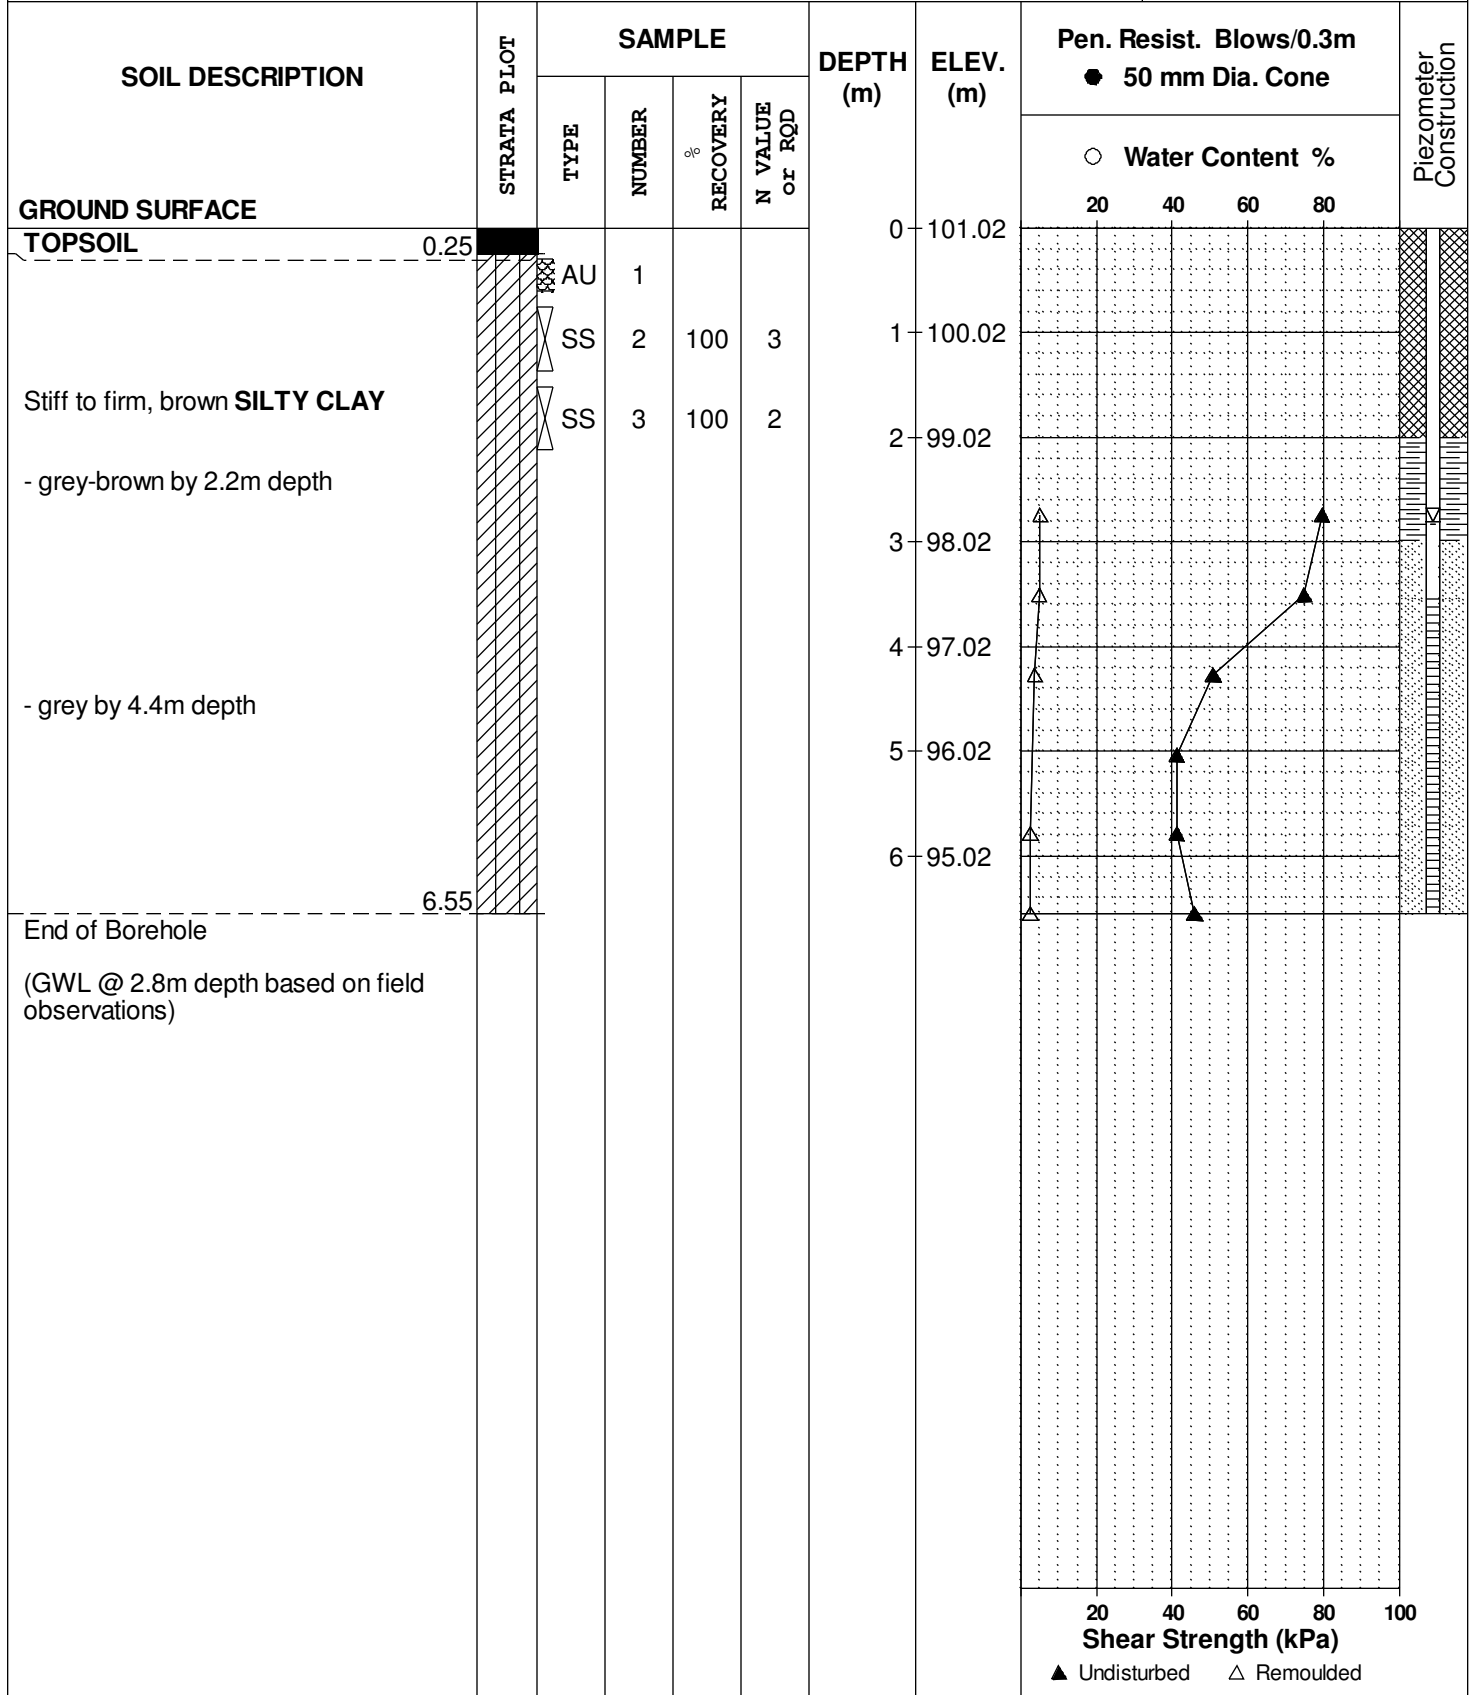 SOIL DESCRIPTION
GROUND SURFACE
STRATA PLOT
SAMPLE
TYPE
NUMBER
%
RECOVERY
N VALUE
or RQD
DEPTH
(m)
ELEV.
(m)
Pen. Resist. Blows/0.3m
● 50 mm Dia. Cone
○ Water Content %
20 40 60 80
Piezometer
Construction
TOPSOIL 0.25
0 101.02
AU 1
SS 2 100 3
1 100.02
Stiff to firm, brown SILTY CLAY
SS 3 100 2
2 99.02
- grey-brown by 2.2m depth
3 98.02
4 97.02
- grey by 4.4m depth
5 96.02
6 95.02
6.55
End of Borehole
(GWL @ 2.8m depth based on field
observations)
20 40 60 80 100
Shear Strength (kPa)
▲ Undisturbed △ Remoulded